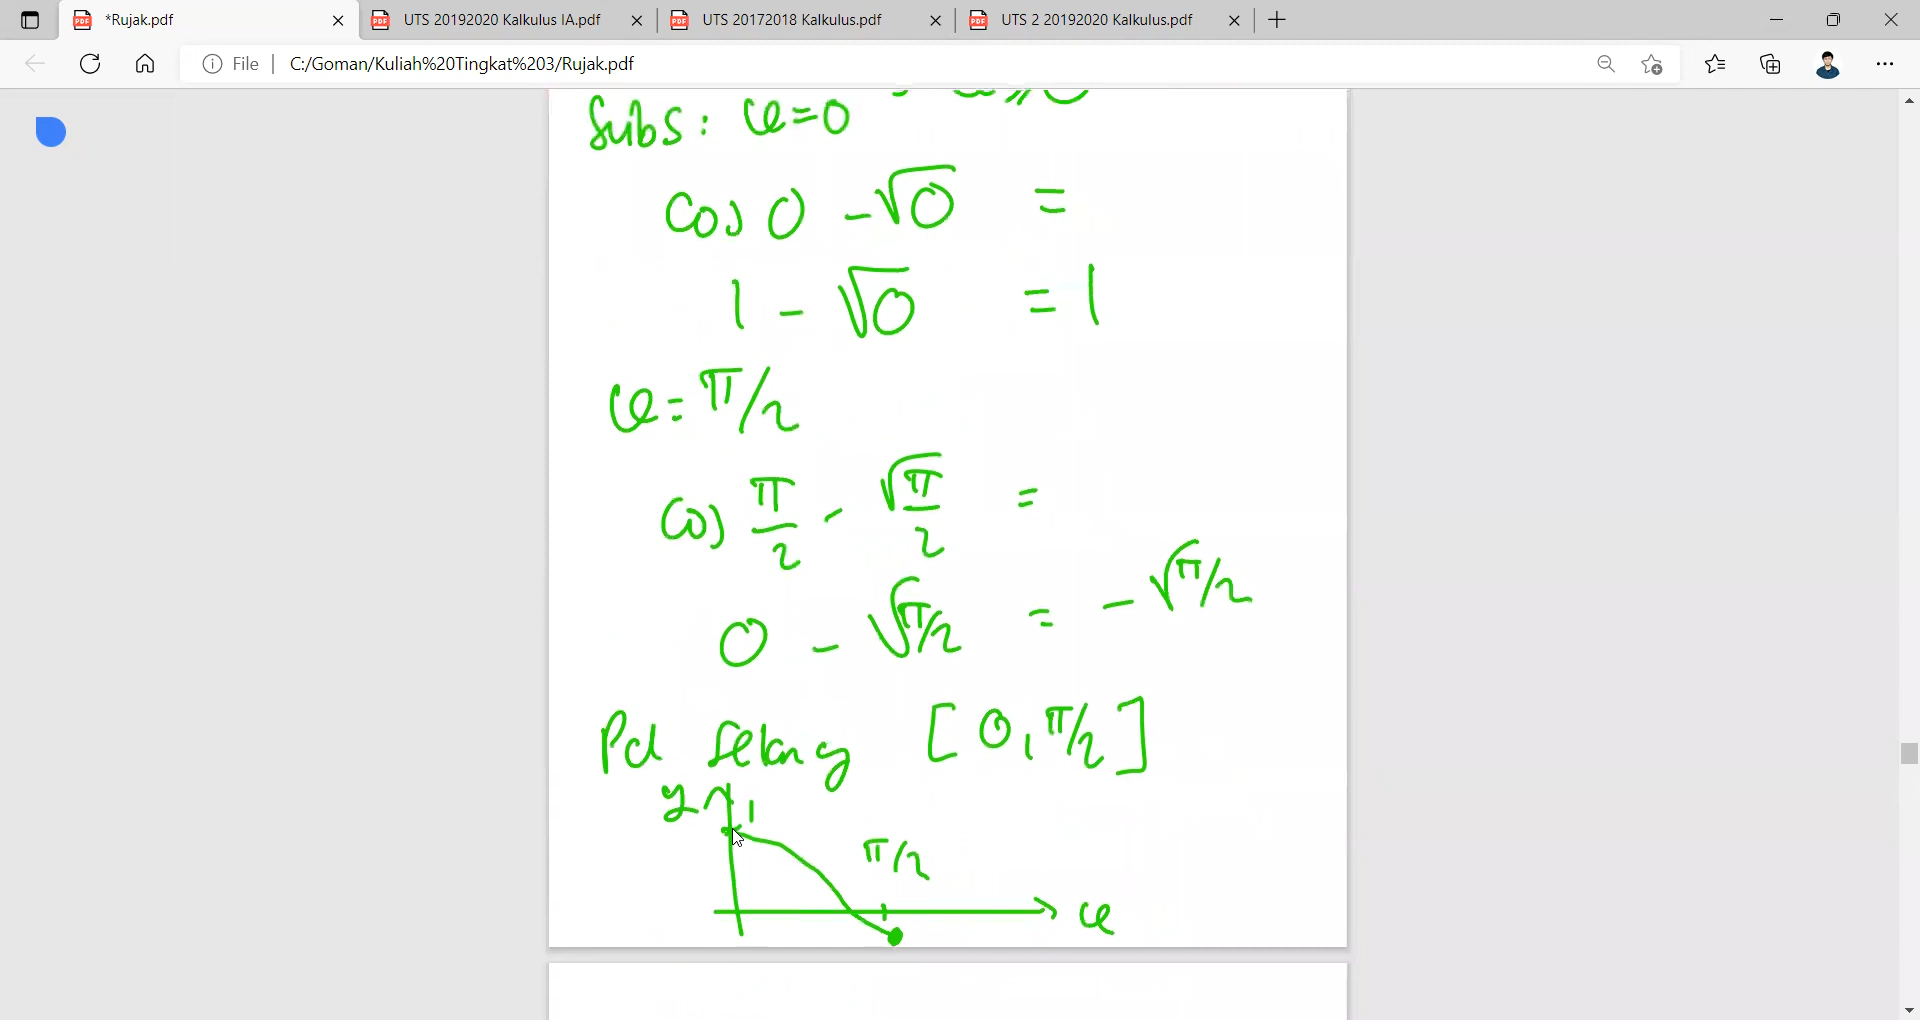 *Rujak.pdf
UTS 20192020 Kalkulus IA.pdf
UTS 20172018 Kalkulus.pdf
UTS 2 20192020 Kalkulus.pdf
File
C:/Goman/Kuliah%20Tingkat%203/Rujak.pdf
Subs : x=0
cos 0 - √0 =
1 - √0 = 1
x = π/2
cos π/2 - √π/2 =
0 - √π/2 = - √π/2
Pd selang [0, π/2]
y 1
π/2
x